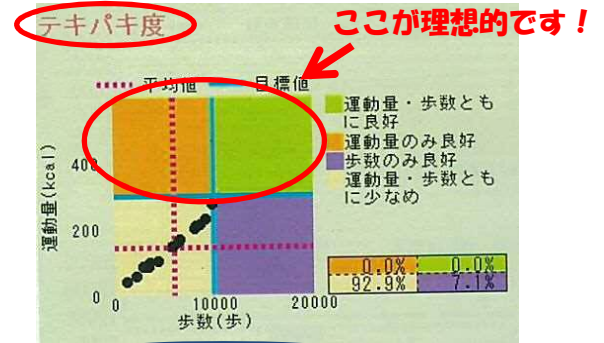 テキパキ度
ここが理想的です！
平均値 目標値
運動量・歩数とも
に良好
運動量のみ良好
歩数のみ良好
運動量・歩数とも
に少なめ
運動量(kcal)
400
200
0
0 10000 20000
歩数(歩)
0.0% 0.0%
92.9% 7.1%